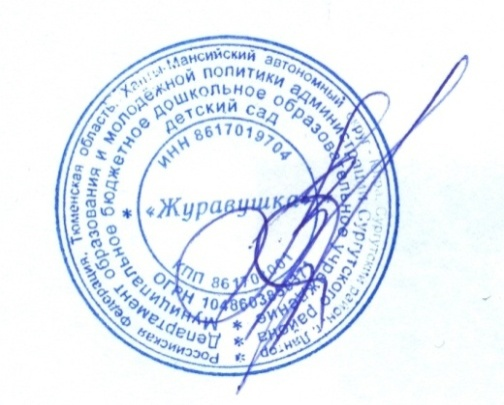 Российская Федерация, Тюменская область, Ханты-Мансийский автономный округ - Сургутский район, г. Лянтор
Департамент образования и молодёжной политики администрации Сургутского района
Муниципальное бюджетное дошкольное образовательное учреждение
детский сад
ИНН 8617019704
«Журавушка
КПП 861701001